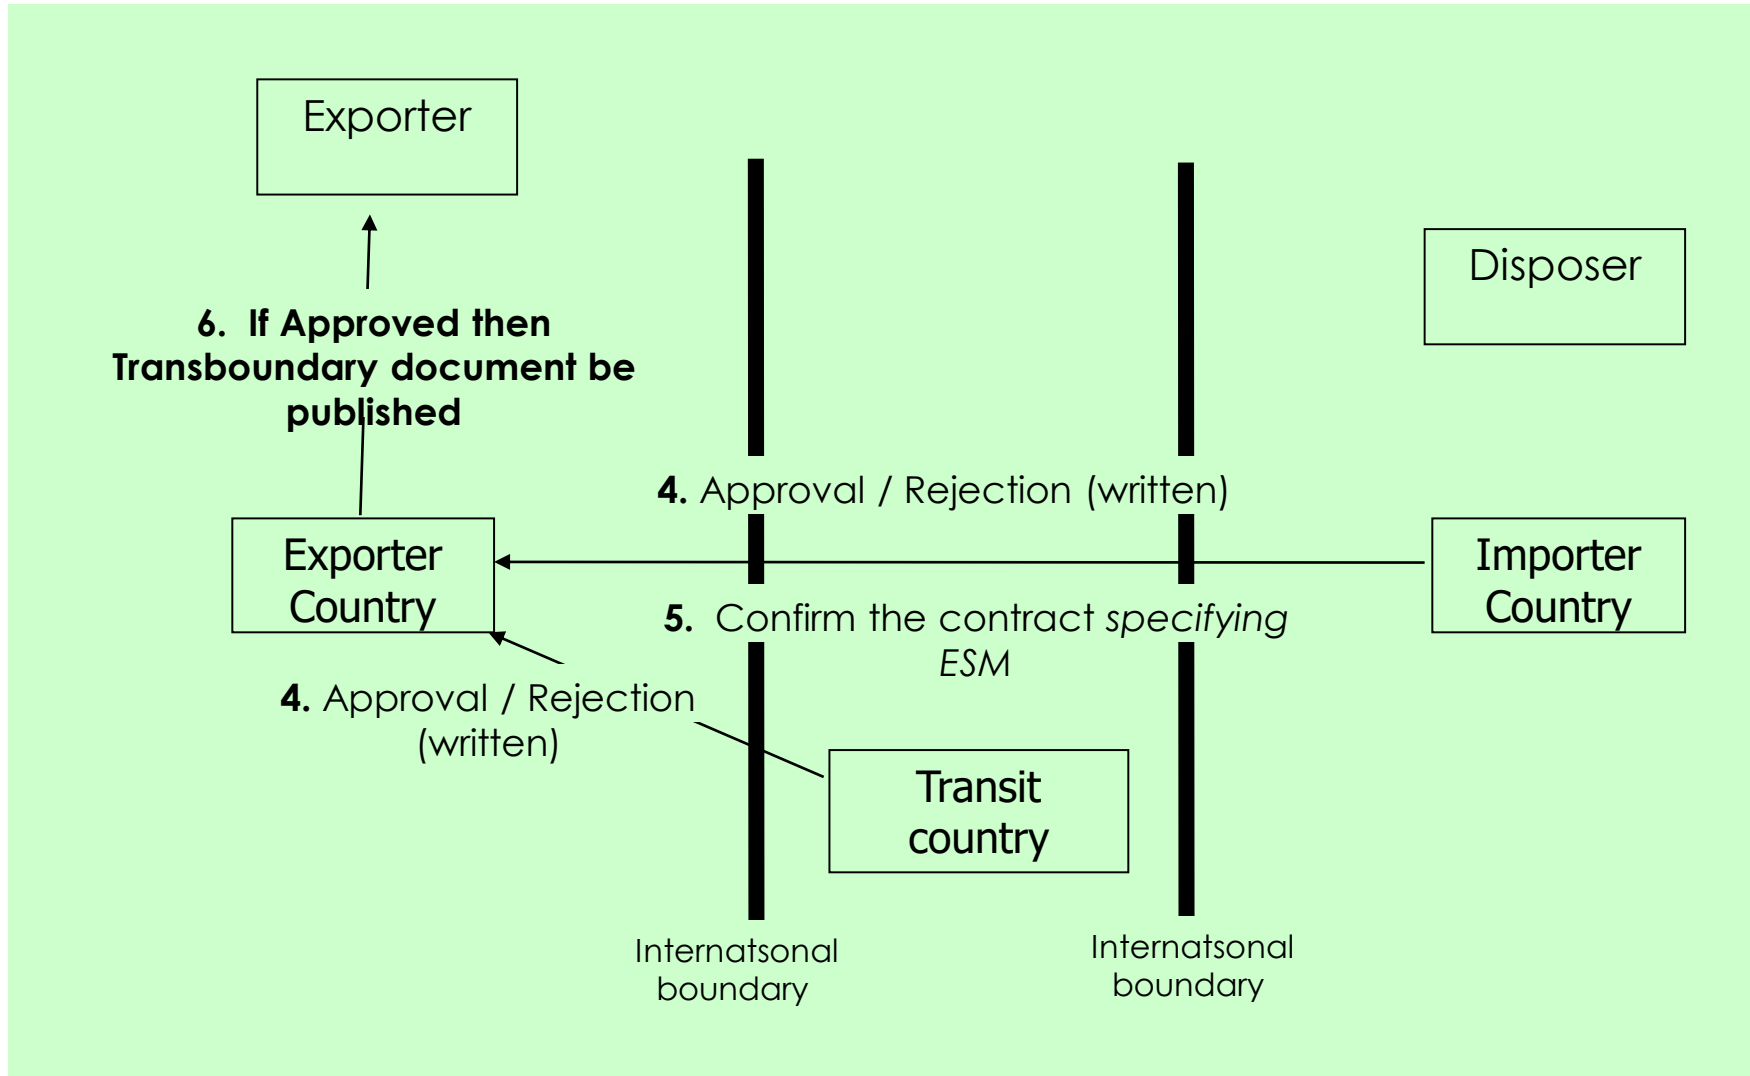 Exporter
Disposer
6. If Approved then
Transboundary document be
published
4. Approval / Rejection (written)
Exporter
Country
Importer
Country
5. Confirm the contract specifying
ESM
4. Approval / Rejection
(written)
Transit
country
Internatsonal
boundary
Internatsonal
boundary